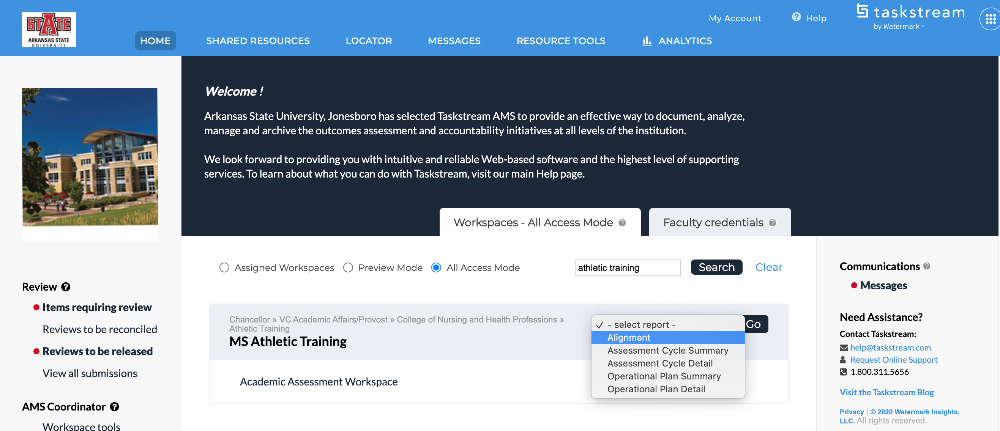 STATE
ARKANSAS STATE
UNIVERSITY
My Account
Help
taskstream
by Watermark™
HOME
SHARED RESOURCES
LOCATOR
MESSAGES
RESOURCE TOOLS
ANALYTICS
Welcome !
Arkansas State University, Jonesboro has selected Taskstream AMS to provide an effective way to document, analyze,
manage and archive the outcomes assessment and accountability initiatives at all levels of the institution.
We look forward to providing you with intuitive and reliable Web-based software and the highest level of supporting
services. To learn about what you can do with Taskstream, visit our main Help page.
Workspaces - All Access Mode
Faculty credentials
Assigned Workspaces
Preview Mode
All Access Mode
athletic training
Search
Clear
Review
Items requiring review
Reviews to be reconciled
Reviews to be released
View all submissions
AMS Coordinator
Workspace tools
Chancellor » VC Academic Affairs/Provost » College of Nursing and Health Professions »
Athletic Training
MS Athletic Training
Academic Assessment Workspace
✓ - select report -
Alignment
Assessment Cycle Summary
Assessment Cycle Detail
Operational Plan Summary
Operational Plan Detail
Go
Communications
Messages
Need Assistance?
Contact Taskstream:
help@taskstream.com
Request Online Support
1.800.311.5656
Visit the Taskstream Blog
Privacy | © 2020 Watermark Insights,
LLC. All rights reserved.